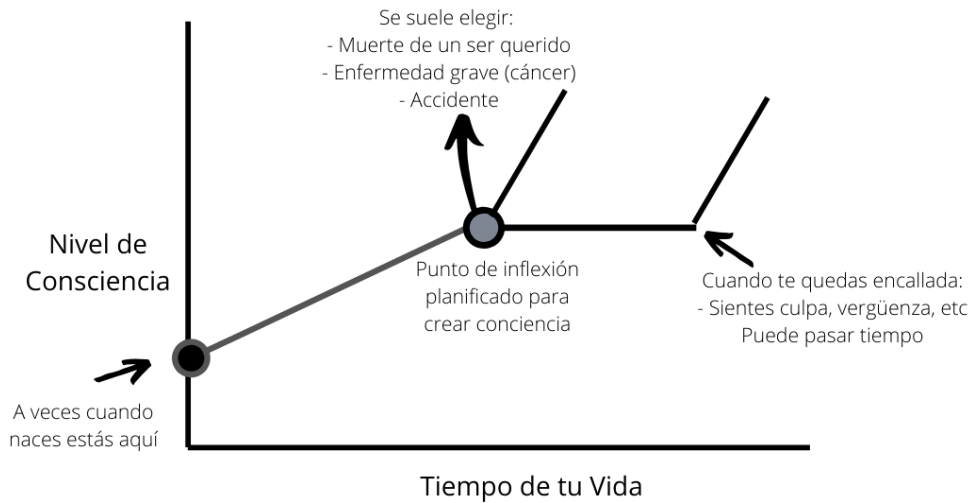 Se suele elegir:
- Muerte de un ser querido
- Enfermedad grave (cáncer)
- Accidente
Nivel de
Consciencia
Punto de inflexión
planificado para
crear conciencia
Cuando te quedas encallada:
- Sientes culpa, vergüenza, etc
Puede pasar tiempo
A veces cuando
naces estás aquí
Tiempo de tu Vida